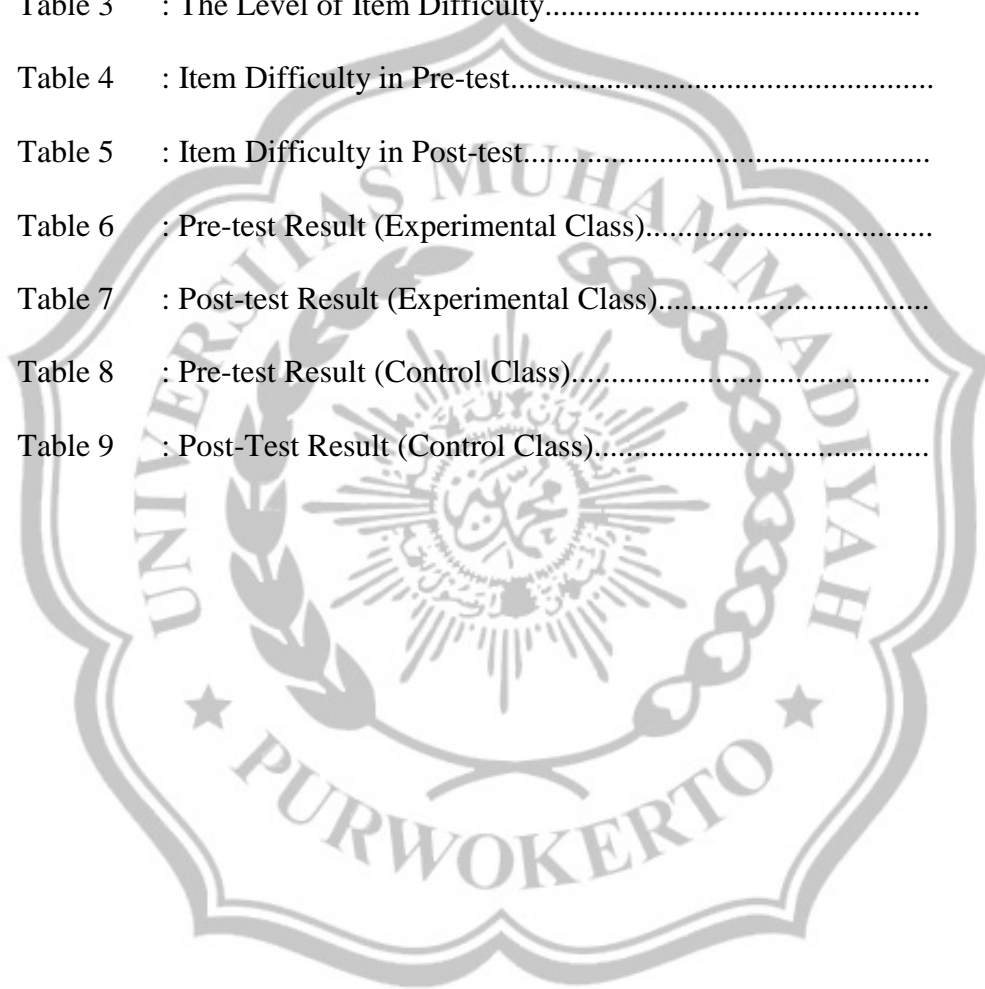 Table 3 : The Level of Item Difficulty...............................................
Table 4 : Item Difficulty in Pre-test.....................................................
Table 5 : Item Difficulty in Post-test...................................................
Table 6 : Pre-test Result (Experimental Class)....................................
Table 7 : Post-test Result (Experimental Class)..................................
Table 8 : Pre-test Result (Control Class).............................................
Table 9 : Post-Test Result (Control Class)..........................................
UNIVERSITAS MUHAMMADIYAH
PURWOKERTO